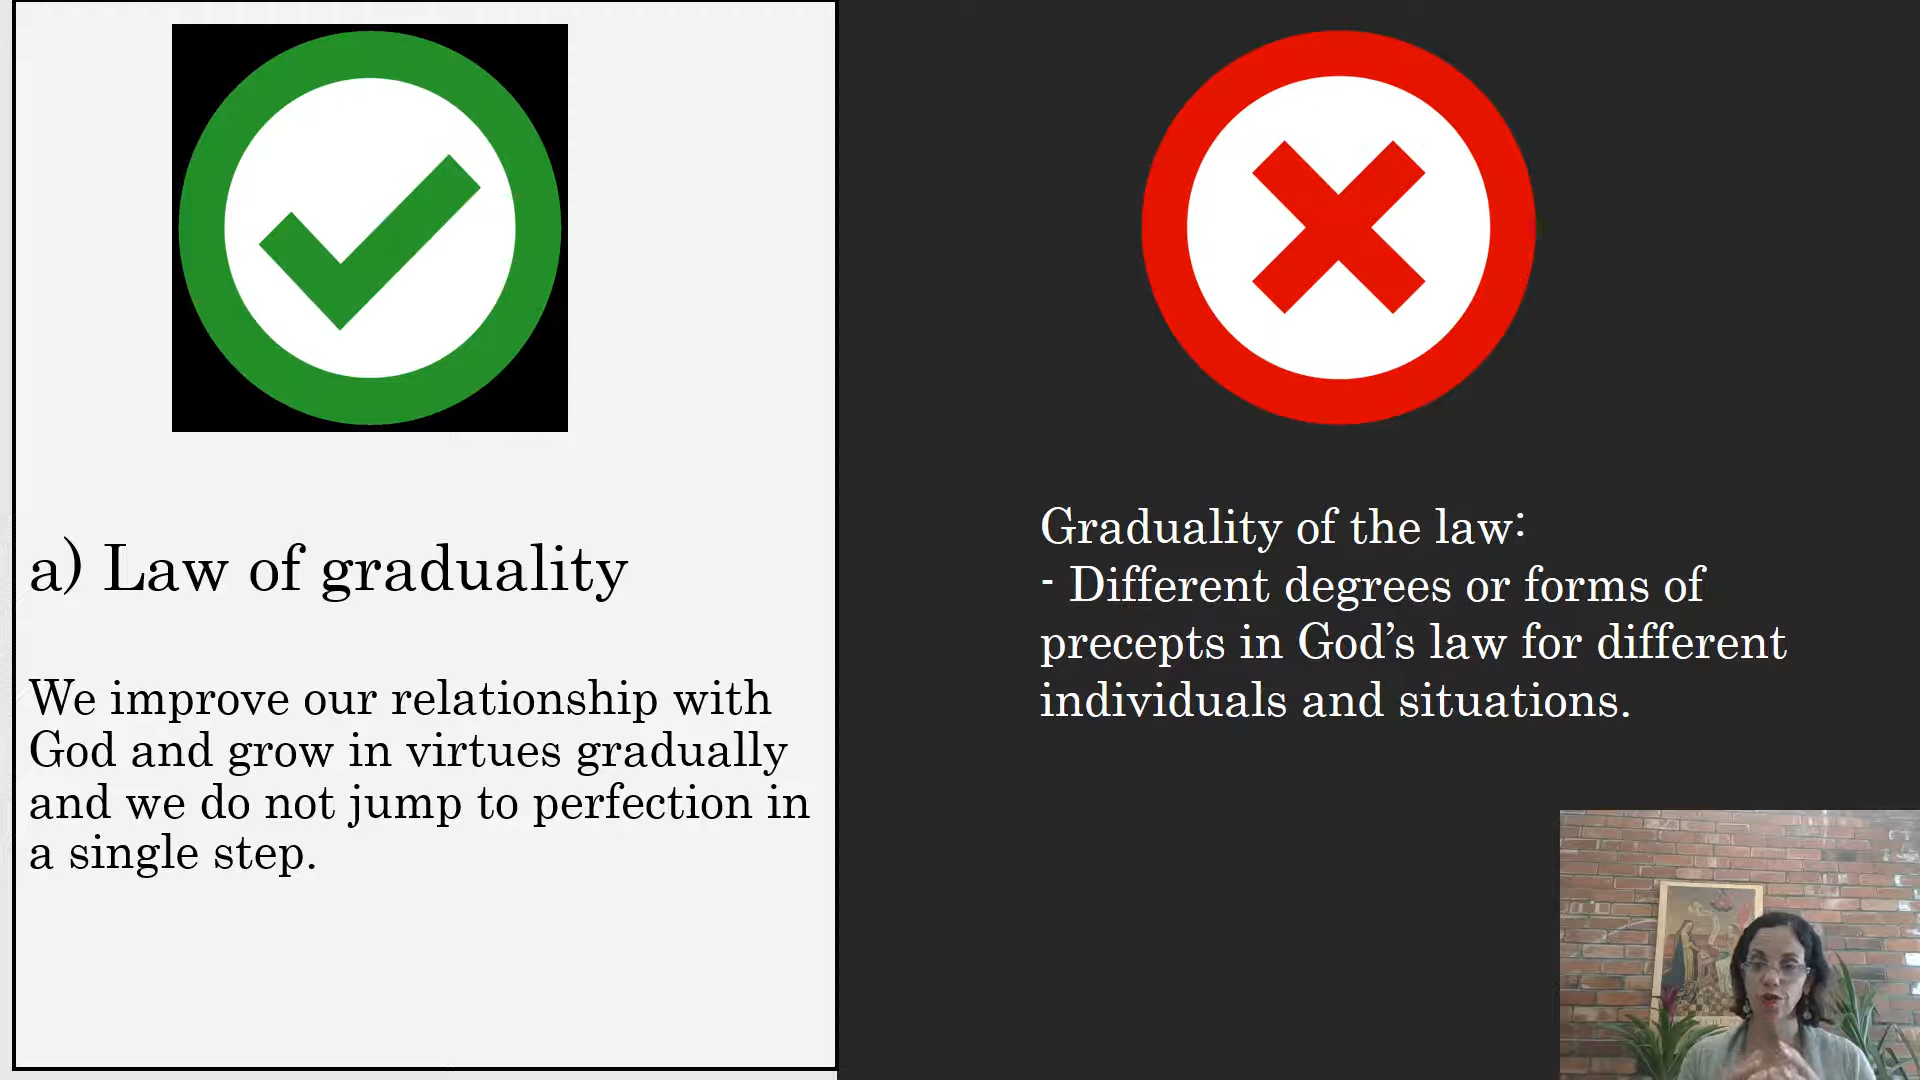 a) Law of graduality
We improve our relationship with
God and grow in virtues gradually
and we do not jump to perfection in
a single step.
Graduality of the law:
- Different degrees or forms of
precepts in God’s law for different
individuals and situations.